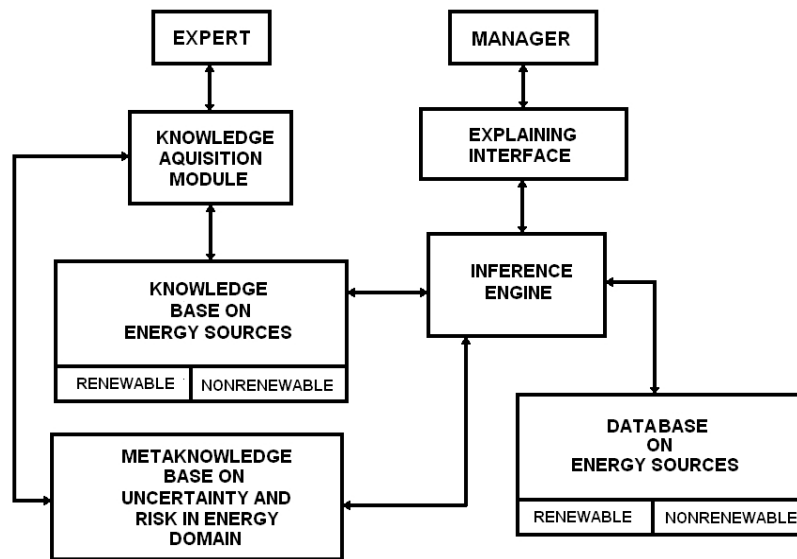 EXPERT
MANAGER
KNOWLEDGE
AQUISITION
MODULE
EXPLAINING
INTERFACE
KNOWLEDGE
BASE ON
ENERGY SOURCES
RENEWABLE
NONRENEWABLE
INFERENCE
ENGINE
METAKNOWLEDGE
BASE ON
UNCERTAINTY AND
RISK IN ENERGY
DOMAIN
DATABASE
ON
ENERGY SOURCES
RENEWABLE
NONRENEWABLE